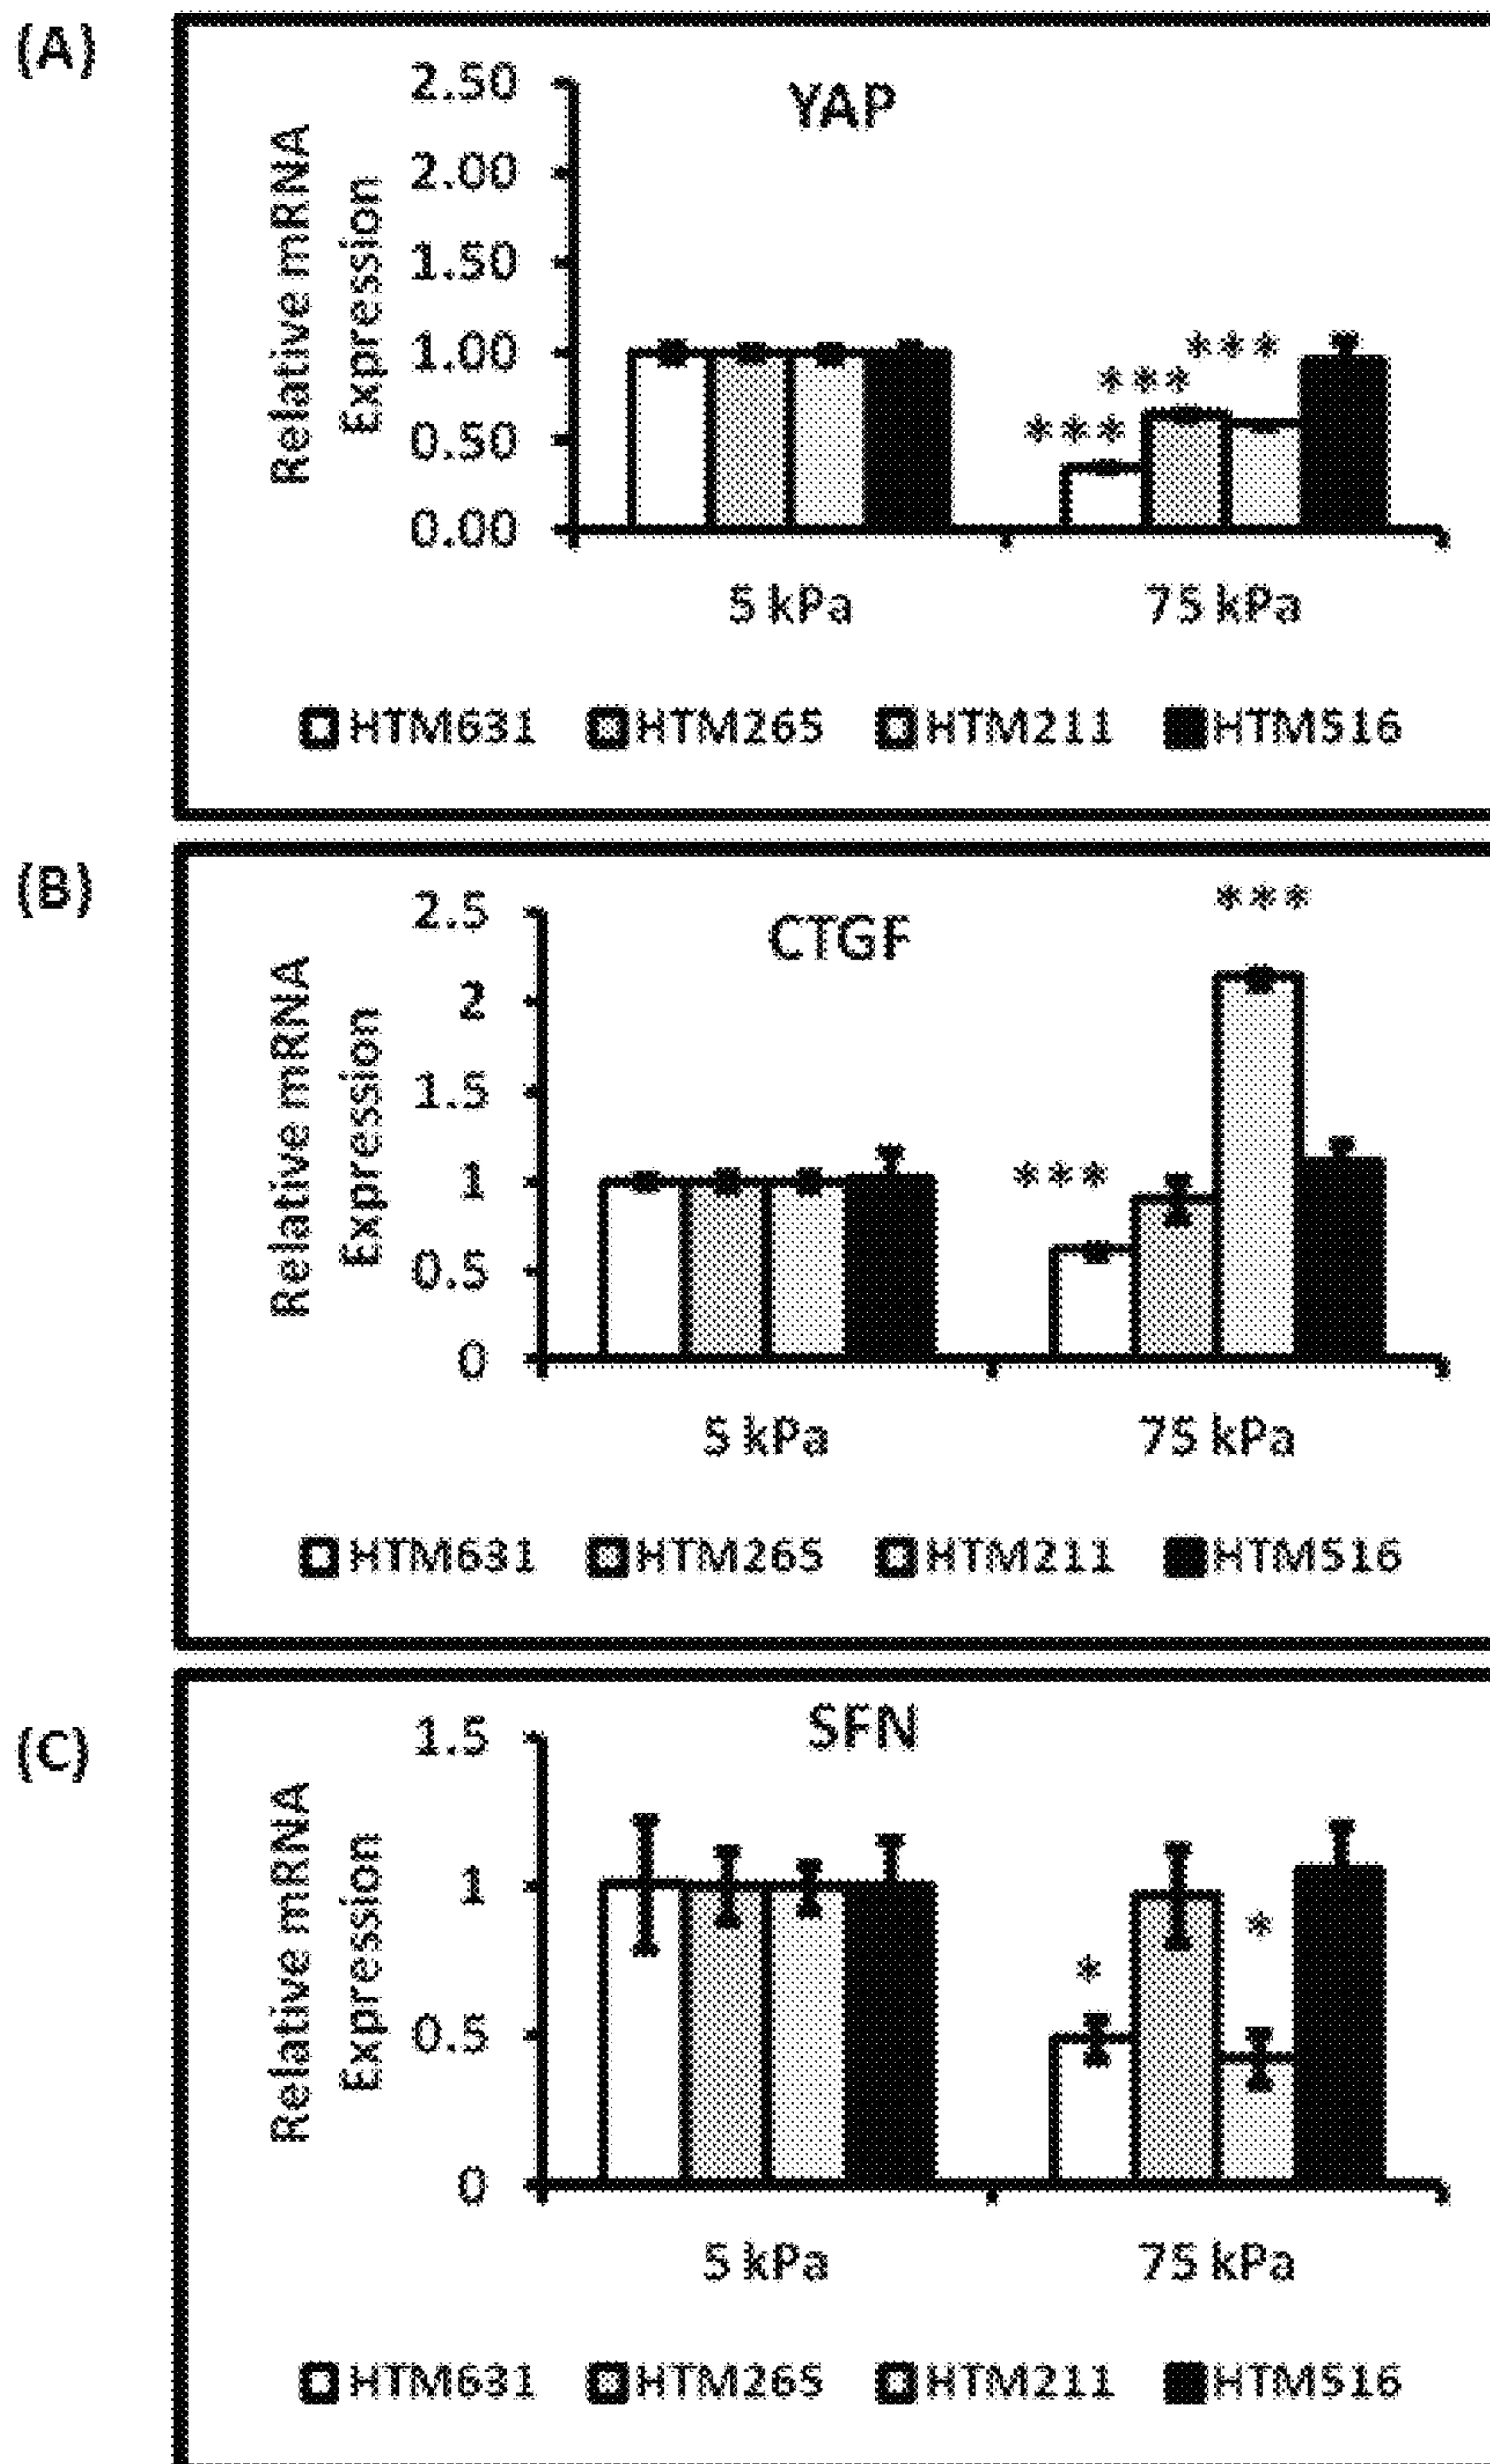 (A)
YAP
Relative mRNA
Expression
2.50
2.00
1.50
1.00
0.50
0.00
***
***
***
5 kPa
75 kPa
HTM631 HTM265 HTM211 HTM516
(B)
CTGF
Relative mRNA
Expression
2.5
2
1.5
1
0.5
0
***
***
5 kPa
75 kPa
HTM631 HTM265 HTM211 HTM516
(C)
SFN
Relative mRNA
Expression
1.5
1
0.5
0
*
*
5 kPa
75 kPa
HTM631 HTM265 HTM211 HTM516